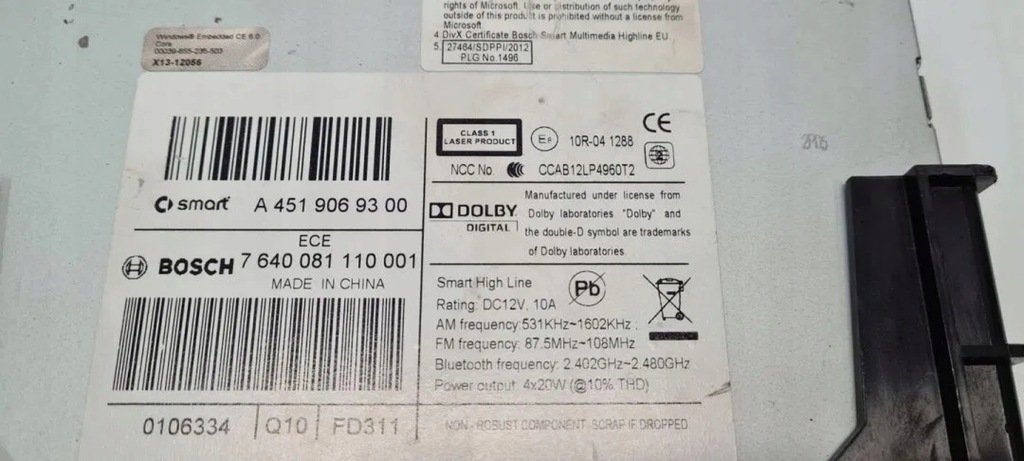 rights of Microsoft. Use or distribution of such technology
outside of this product is prohibited without a license from
Microsoft.
4. DivX Certificate Bosch Smart Multimedia Highline EU
5. 27464/SDPPI/2012
PLG No.1496
Windows® Embedded CE 6.0
Core
X13-12056
smart A 451 906 93 00
ECE
BOSCH 7 640 081 110 001
MADE IN CHINA
0106334 Q10 FD311
CLASS 1
LASER PRODUCT
10R-04 1288
CE
NCC No. CCAB12LP4960T2
DOLBY
DIGITAL
Manufactured under license from
Dolby laboratories "Dolby" and
the double-D symbol are trademarks
of Dolby laboratories.
Smart High Line
Pb
Rating: DC12V, 10A
AM frequency:531KHz~1602KHz
FM frequency: 87.5MHz~108MHz
Bluetooth frequency: 2.402GHz~2.480GHz
Power output: 4x20W (@10% THD)
NON-ROBUST COMPONENT SCRAP IF DROPPED